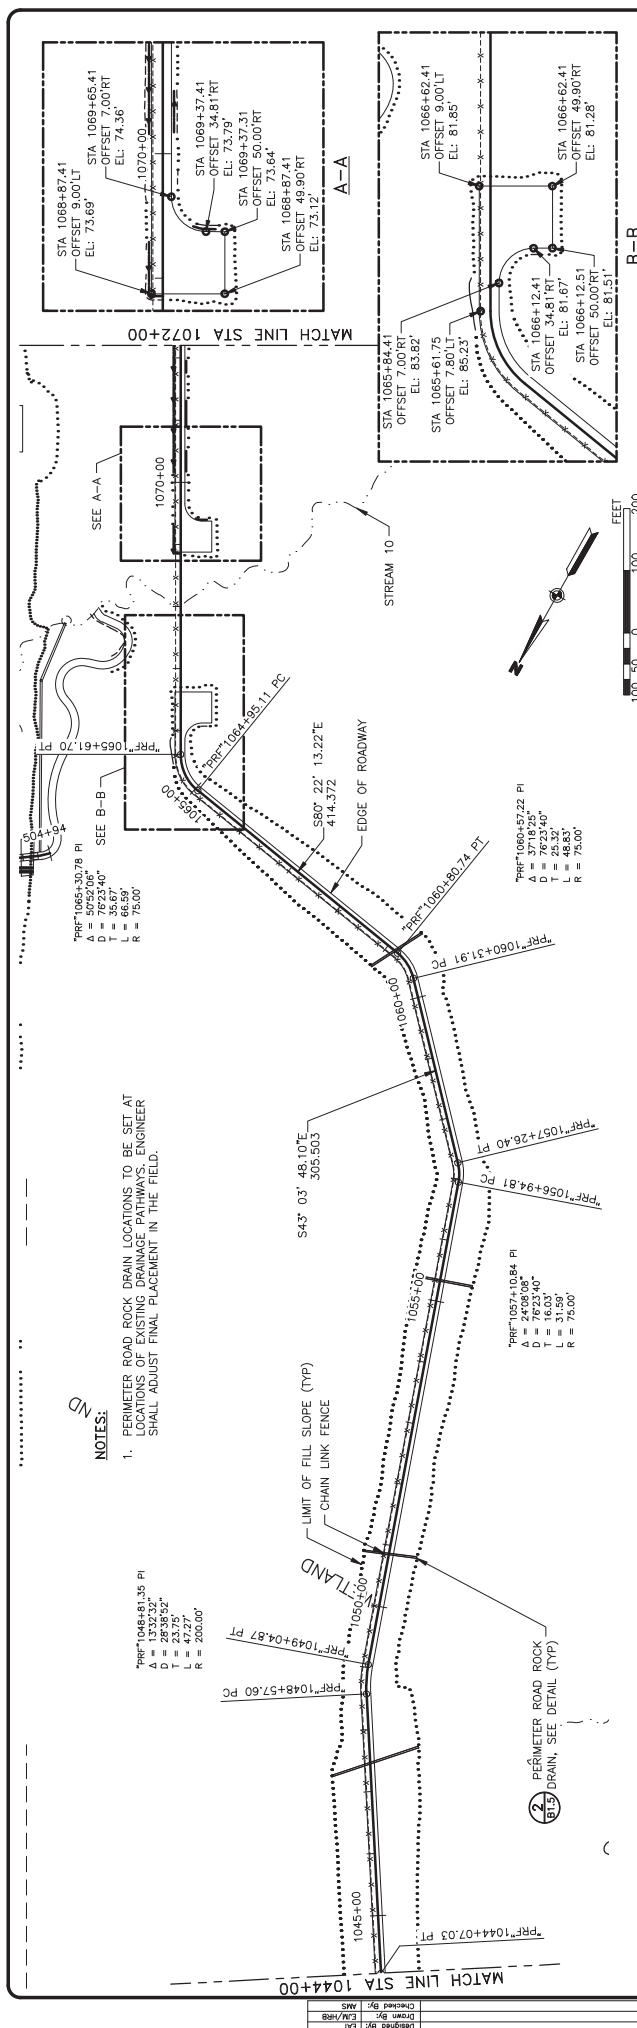 STA 1068+87.41
OFFSET 9.00'LT
EL: 73.69'
STA 1069+65.41
OFFSET 7.00'RT
EL: 74.36'
1070+00
STA 1069+37.41
OFFSET 34.81'RT
EL: 73.79'
STA 1069+37.31
OFFSET 50.00'RT
EL: 73.64'
STA 1068+87.41
OFFSET 49.90'RT
EL: 73.12'
A-A
STA 1066+62.41
OFFSET 9.00'LT
EL: 81.85'
STA 1066+62.41
OFFSET 49.90'RT
EL: 81.28'
STA 1065+84.41
OFFSET 7.00'RT
EL: 83.82'
STA 1065+61.75
OFFSET 7.80'LT
EL: 85.23'
STA 1066+12.41
OFFSET 34.81'RT
EL: 81.67'
STA 1066+12.51
OFFSET 50.00'RT
EL: 81.51'
B-B
MATCH LINE STA 1072+00
SEE A-A
1070+00
STREAM 10
N
FEET
100 50 0 100 200
504+94
SEE B-B
"PRF"1065+61.70 PT
"PRF"1064+95.11 PC
1065+00
"PRF"1065+30.78 PI
Δ = 50°52'06"
D = 76°23'40"
T = 35.67'
L = 66.59'
R = 75.00'
S80° 22' 13.22"E
414.372
EDGE OF ROADWAY
"PRF"1060+80.74 PT
"PRF"1060+57.22 PI
Δ = 37°18'25"
D = 76°23'40"
T = 25.32'
L = 48.83'
R = 75.00'
1060+00
"PRF"1060+31.91 PC
S43° 03' 48.10"E
305.503
"PRF"1057+26.40 PT
"PRF"1056+94.81 PC
"PRF"1057+10.84 PI
Δ = 24°08'08"
D = 76°23'40"
T = 16.03'
L = 31.59'
R = 75.00'
1055+00
ND
NOTES:
1. PERIMETER ROAD ROCK DRAIN LOCATIONS TO BE SET AT
LOCATIONS OF EXISTING DRAINAGE PATHWAYS. ENGINEER
SHALL ADJUST FINAL PLACEMENT IN THE FIELD.
LIMIT OF FILL SLOPE (TYP)
CHAIN LINK FENCE
WETLAND
1050+00
"PRF"1049+04.87 PT
"PRF"1048+57.60 PC
"PRF"1048+81.35 PI
Δ = 13°32'32"
D = 28°38'52"
T = 23.75'
L = 47.27'
R = 200.00'
2
B1.5
PERIMETER ROAD ROCK
DRAIN, SEE DETAIL (TYP)
1045+00
"PRF"1044+07.03 PT
MATCH LINE STA 1044+00
Designed By: EAI
Drawn By: EJM/HRB
Checked By: AMS